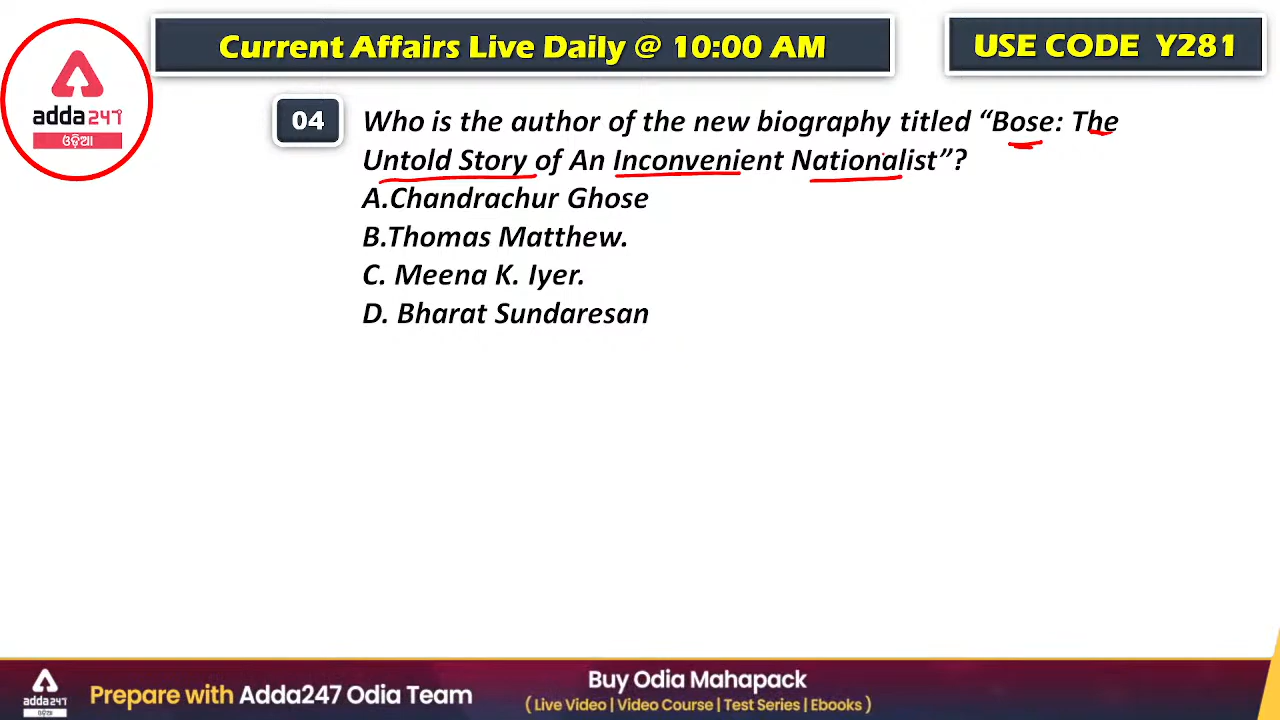 Current Affairs Live Daily @ 10:00 AM
USE CODE Y281
adda247
ଓଡ଼ିଆ
04
Who is the author of the new biography titled “Bose: The
Untold Story of An Inconvenient Nationalist”?
A.Chandrachur Ghose
B.Thomas Matthew.
C. Meena K. Iyer.
D. Bharat Sundaresan
adda247
ଓଡ଼ିଆ
Prepare with Adda247 Odia Team
Buy Odia Mahapack
( Live Video | Video Course | Test Series | Ebooks )